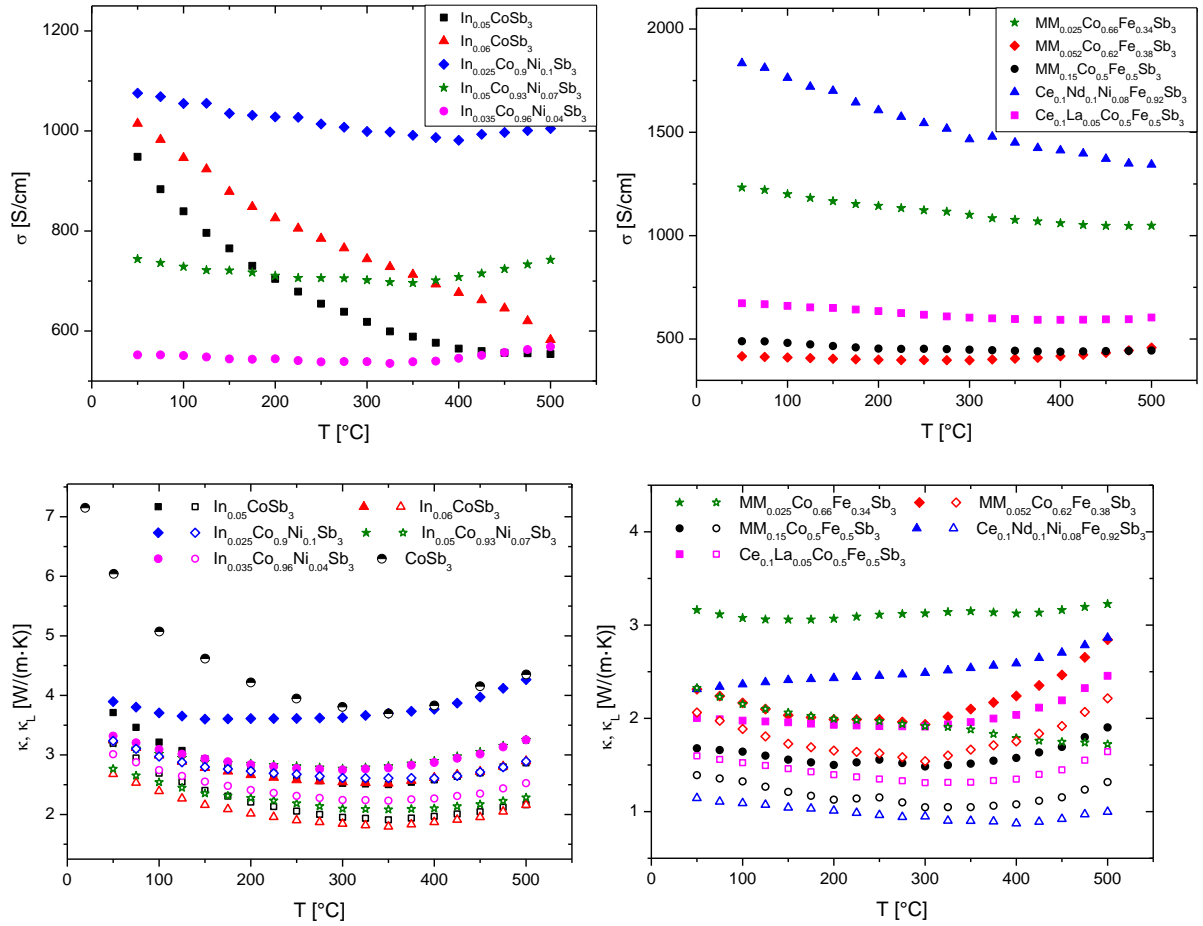 1200
1000
800
600
σ [S/cm]
In₀.₀₅CoSb₃
In₀.₀₆CoSb₃
In₀.₀₂₅Co₀.₉Ni₀.₁Sb₃
In₀.₀₅Co₀.₉₃Ni₀.₀₇Sb₃
In₀.₀₃₅Co₀.₉₆Ni₀.₀₄Sb₃
0 100 200 300 400 500
T [°C]
2000
1500
1000
500
σ [S/cm]
MM₀.₀₂₅Co₀.₆₆Fe₀.₃₄Sb₃
MM₀.₀₅₂Co₀.₆₂Fe₀.₃₈Sb₃
MM₀.₁₅Co₀.₅Fe₀.₅Sb₃
Ce₀.₁Nd₀.₁Ni₀.₀₈Fe₀.₉₂Sb₃
Ce₀.₁La₀.₀₅Co₀.₅Fe₀.₅Sb₃
0 100 200 300 400 500
T [°C]
7
6
5
4
3
2
κ, κL [W/(m·K)]
In₀.₀₅CoSb₃ In₀.₀₆CoSb₃
In₀.₀₂₅Co₀.₉Ni₀.₁Sb₃ In₀.₀₅Co₀.₉₃Ni₀.₀₇Sb₃
In₀.₀₃₅Co₀.₉₆Ni₀.₀₄Sb₃ CoSb₃
0 100 200 300 400 500
T [°C]
4
3
2
1
κ, κL [W/(m·K)]
MM₀.₀₂₅Co₀.₆₆Fe₀.₃₄Sb₃ MM₀.₀₅₂Co₀.₆₂Fe₀.₃₈Sb₃
MM₀.₁₅Co₀.₅Fe₀.₅Sb₃ Ce₀.₁Nd₀.₁Ni₀.₀₈Fe₀.₉₂Sb₃
Ce₀.₁La₀.₀₅Co₀.₅Fe₀.₅Sb₃
0 100 200 300 400 500
T [°C]